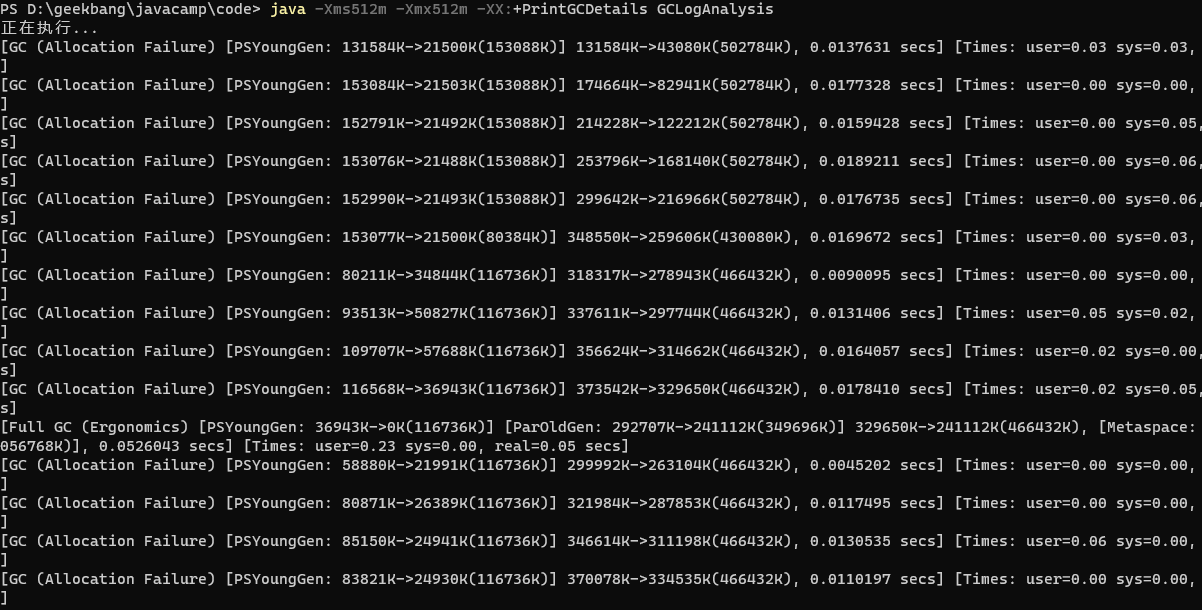 PS D:\geekbang\javacamp\code> java -Xms512m -Xmx512m -XX:+PrintGCDetails GCLogAnalysis
正在执行...
[GC (Allocation Failure) [PSYoungGen: 131584K->21500K(153088K)] 131584K->43080K(502784K), 0.0137631 secs] [Times: user=0.03 sys=0.03,
]
[GC (Allocation Failure) [PSYoungGen: 153084K->21503K(153088K)] 174664K->82941K(502784K), 0.0177328 secs] [Times: user=0.00 sys=0.00,
]
[GC (Allocation Failure) [PSYoungGen: 152791K->21492K(153088K)] 214228K->122212K(502784K), 0.0159428 secs] [Times: user=0.00 sys=0.05,
s]
[GC (Allocation Failure) [PSYoungGen: 153076K->21488K(153088K)] 253796K->168140K(502784K), 0.0189211 secs] [Times: user=0.00 sys=0.06,
s]
[GC (Allocation Failure) [PSYoungGen: 152990K->21493K(153088K)] 299642K->216966K(502784K), 0.0176735 secs] [Times: user=0.00 sys=0.06,
s]
[GC (Allocation Failure) [PSYoungGen: 153077K->21500K(80384K)] 348550K->259606K(430080K), 0.0169672 secs] [Times: user=0.00 sys=0.03,
]
[GC (Allocation Failure) [PSYoungGen: 80211K->34844K(116736K)] 318317K->278943K(466432K), 0.0090095 secs] [Times: user=0.00 sys=0.00,
]
[GC (Allocation Failure) [PSYoungGen: 93513K->50827K(116736K)] 337611K->297744K(466432K), 0.0131406 secs] [Times: user=0.05 sys=0.02,
]
[GC (Allocation Failure) [PSYoungGen: 109707K->57688K(116736K)] 356624K->314662K(466432K), 0.0164057 secs] [Times: user=0.02 sys=0.00,
s]
[GC (Allocation Failure) [PSYoungGen: 116568K->36943K(116736K)] 373542K->329650K(466432K), 0.0178410 secs] [Times: user=0.02 sys=0.05,
s]
[Full GC (Ergonomics) [PSYoungGen: 36943K->0K(116736K)] [ParOldGen: 292707K->241112K(349696K)] 329650K->241112K(466432K), [Metaspace:
056768K)], 0.0526043 secs] [Times: user=0.23 sys=0.00, real=0.05 secs]
[GC (Allocation Failure) [PSYoungGen: 58880K->21991K(116736K)] 299992K->263104K(466432K), 0.0045202 secs] [Times: user=0.00 sys=0.00,
]
[GC (Allocation Failure) [PSYoungGen: 80871K->26389K(116736K)] 321984K->287853K(466432K), 0.0117495 secs] [Times: user=0.00 sys=0.00,
]
[GC (Allocation Failure) [PSYoungGen: 85150K->24941K(116736K)] 346614K->311198K(466432K), 0.0130535 secs] [Times: user=0.06 sys=0.00,
]
[GC (Allocation Failure) [PSYoungGen: 83821K->24930K(116736K)] 370078K->334535K(466432K), 0.0110197 secs] [Times: user=0.00 sys=0.00,
]